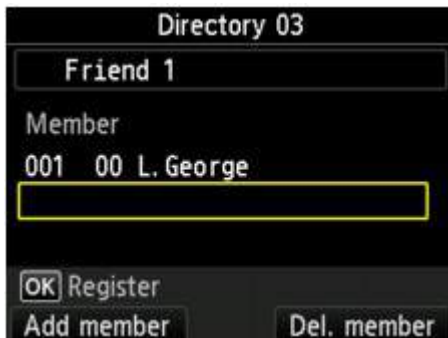 Directory 03
Friend 1
Member
001 00 L.George
OK Register
Add member Del. member